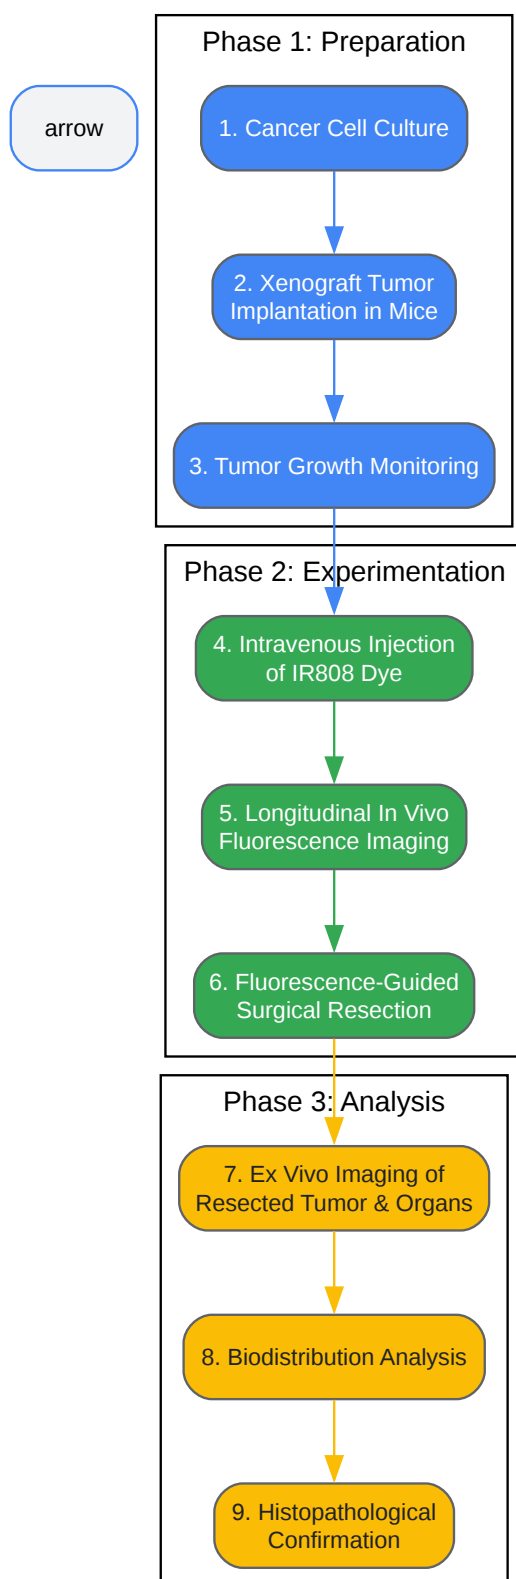 Phase 1: Preparation
arrow
1. Cancer Cell Culture
2. Xenograft Tumor
Implantation in Mice
3. Tumor Growth Monitoring
Phase 2: Experimentation
4. Intravenous Injection
of IR808 Dye
5. Longitudinal In Vivo
Fluorescence Imaging
6. Fluorescence-Guided
Surgical Resection
Phase 3: Analysis
7. Ex Vivo Imaging of
Resected Tumor & Organs
8. Biodistribution Analysis
9. Histopathological
Confirmation